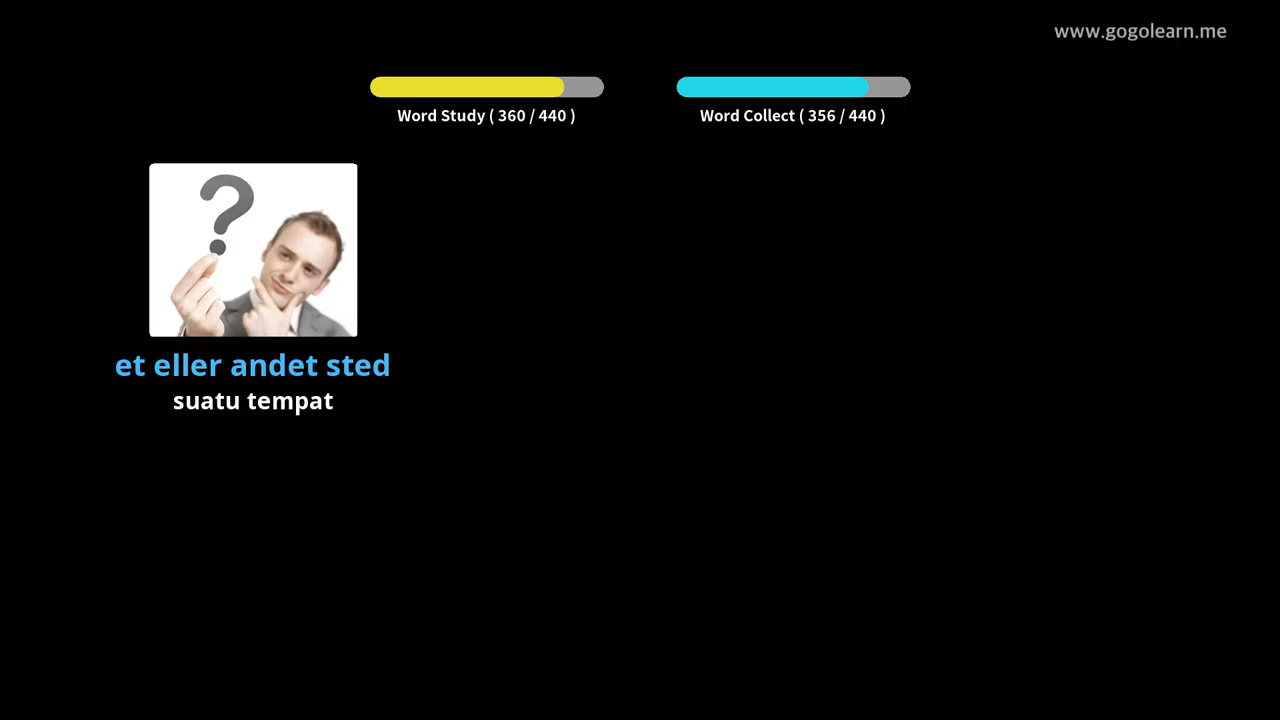 www.gogolearn.me
Word Study ( 360 / 440 )
Word Collect ( 356 / 440 )
?
et eller andet sted
suatu tempat